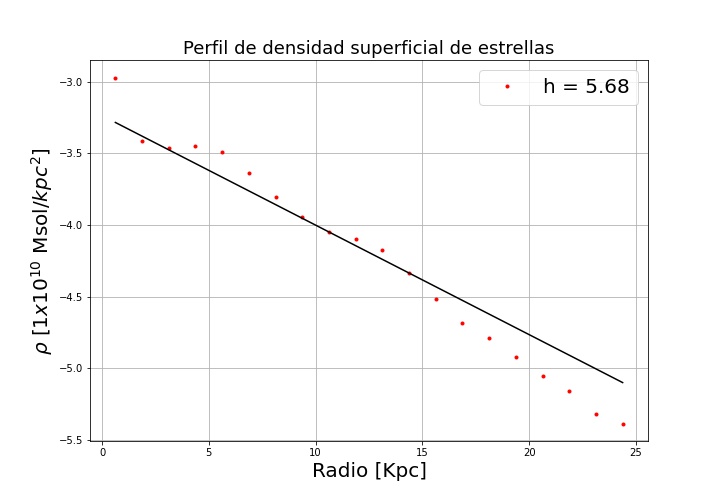 Perfil de densidad superficial de estrellas
h = 5.68
ρ [1x10¹⁰ Msol/kpc²]
−3.0
−3.5
−4.0
−4.5
−5.0
−5.5
0 5 10 15 20 25
Radio [Kpc]